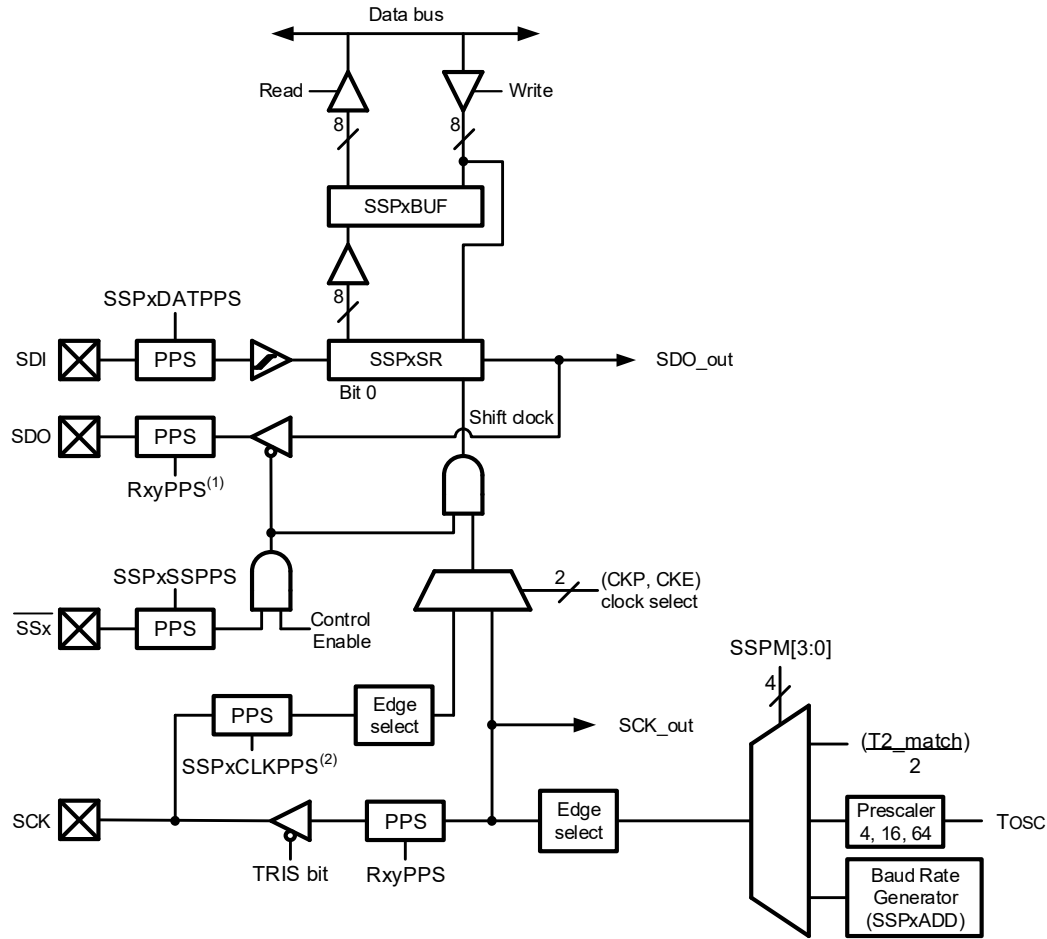 Data bus
Read
Write
8
8
SSPxBUF
8
SSPxDATPPS
SDI
PPS
SSPxSR
SDO_out
Bit 0
Shift clock
SDO
PPS
RxyPPS(1)
SSPxSSPPS
2
(CKP, CKE)
clock select
SSx
PPS
Control
Enable
SSPM[3:0]
4
PPS
Edge
select
SCK_out
SSPxCLKPPS(2)
(T2_match)
2
SCK
PPS
Edge
select
Prescaler
4, 16, 64
TOSC
TRIS bit
RxyPPS
Baud Rate
Generator
(SSPxADD)